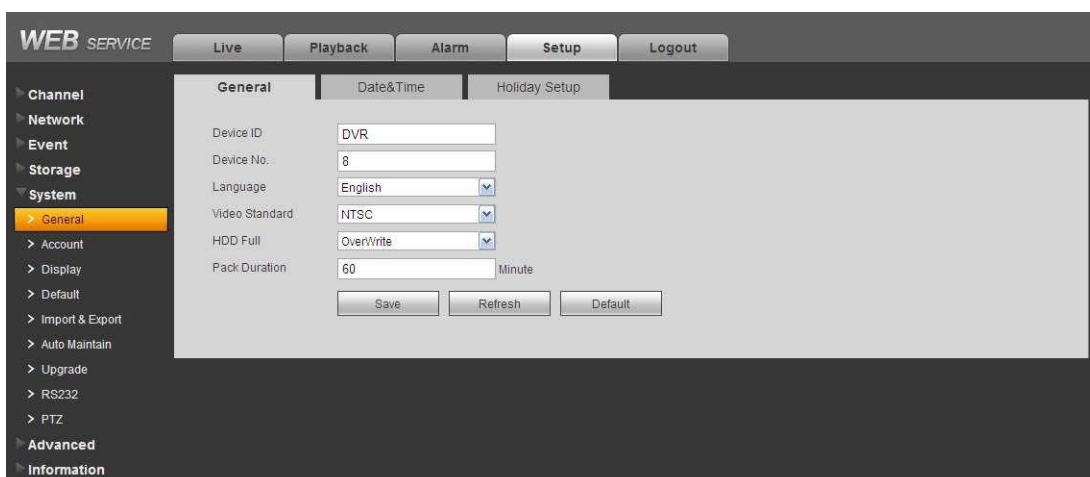 WEB SERVICE
Live Playback Alarm Setup Logout
General Date&Time Holiday Setup
Channel
Network
Event
Storage
System
> General
> Account
> Display
> Default
> Import & Export
> Auto Maintain
> Upgrade
> RS232
> PTZ
Advanced
Information
Device ID DVR
Device No. 8
Language English
Video Standard NTSC
HDD Full OverWrite
Pack Duration 60 Minute
Save Refresh Default